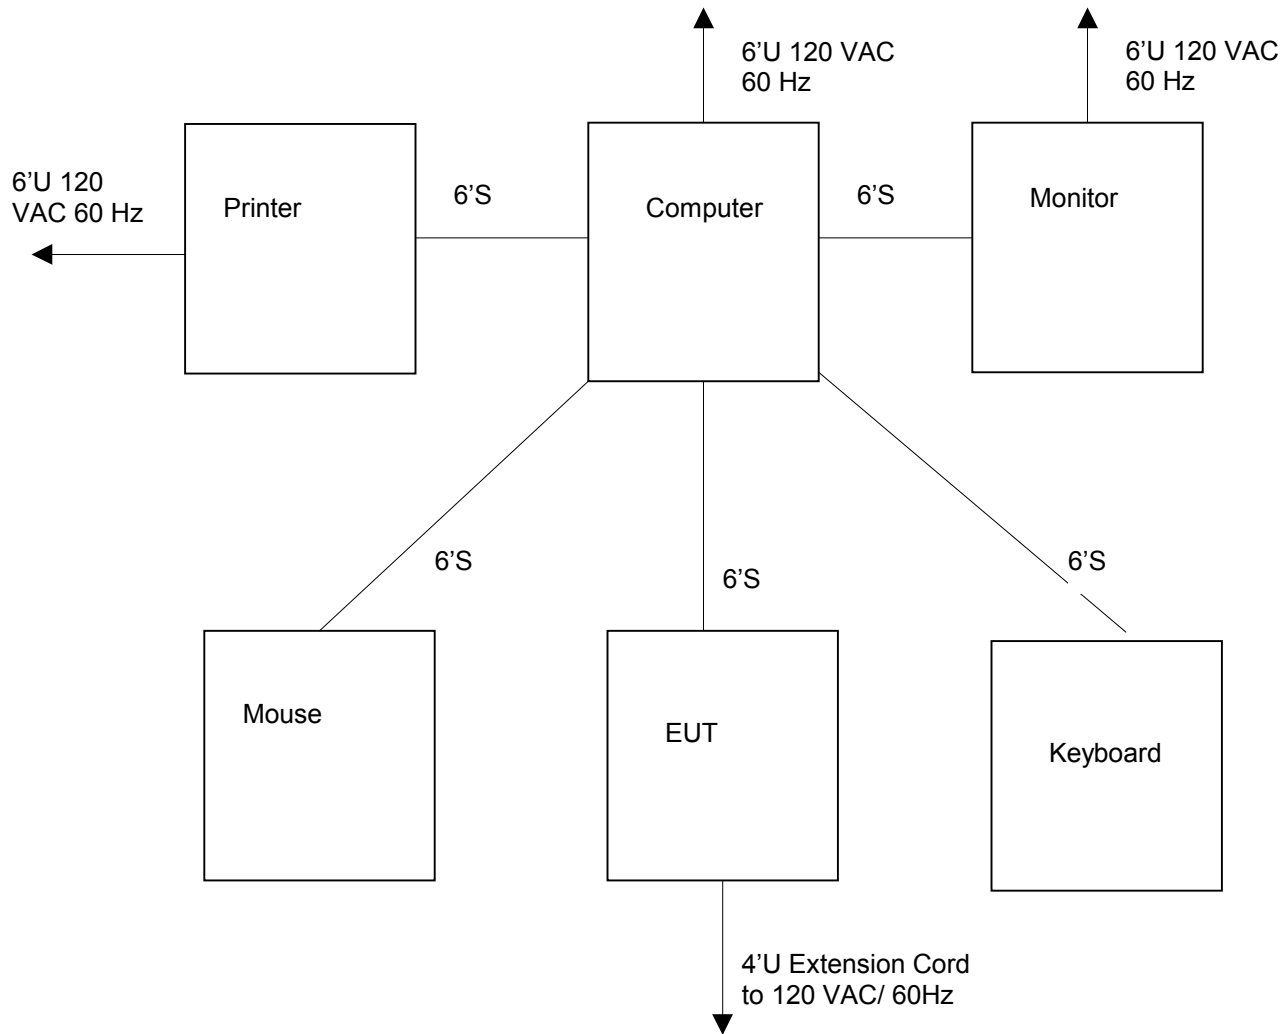 6’U 120 VAC
60 Hz
6’U 120 VAC
60 Hz
6’U 120
VAC 60 Hz
Printer
6’S
Computer
6’S
Monitor
6’S
6’S
6’S
Mouse
EUT
Keyboard
4’U Extension Cord
to 120 VAC/ 60Hz